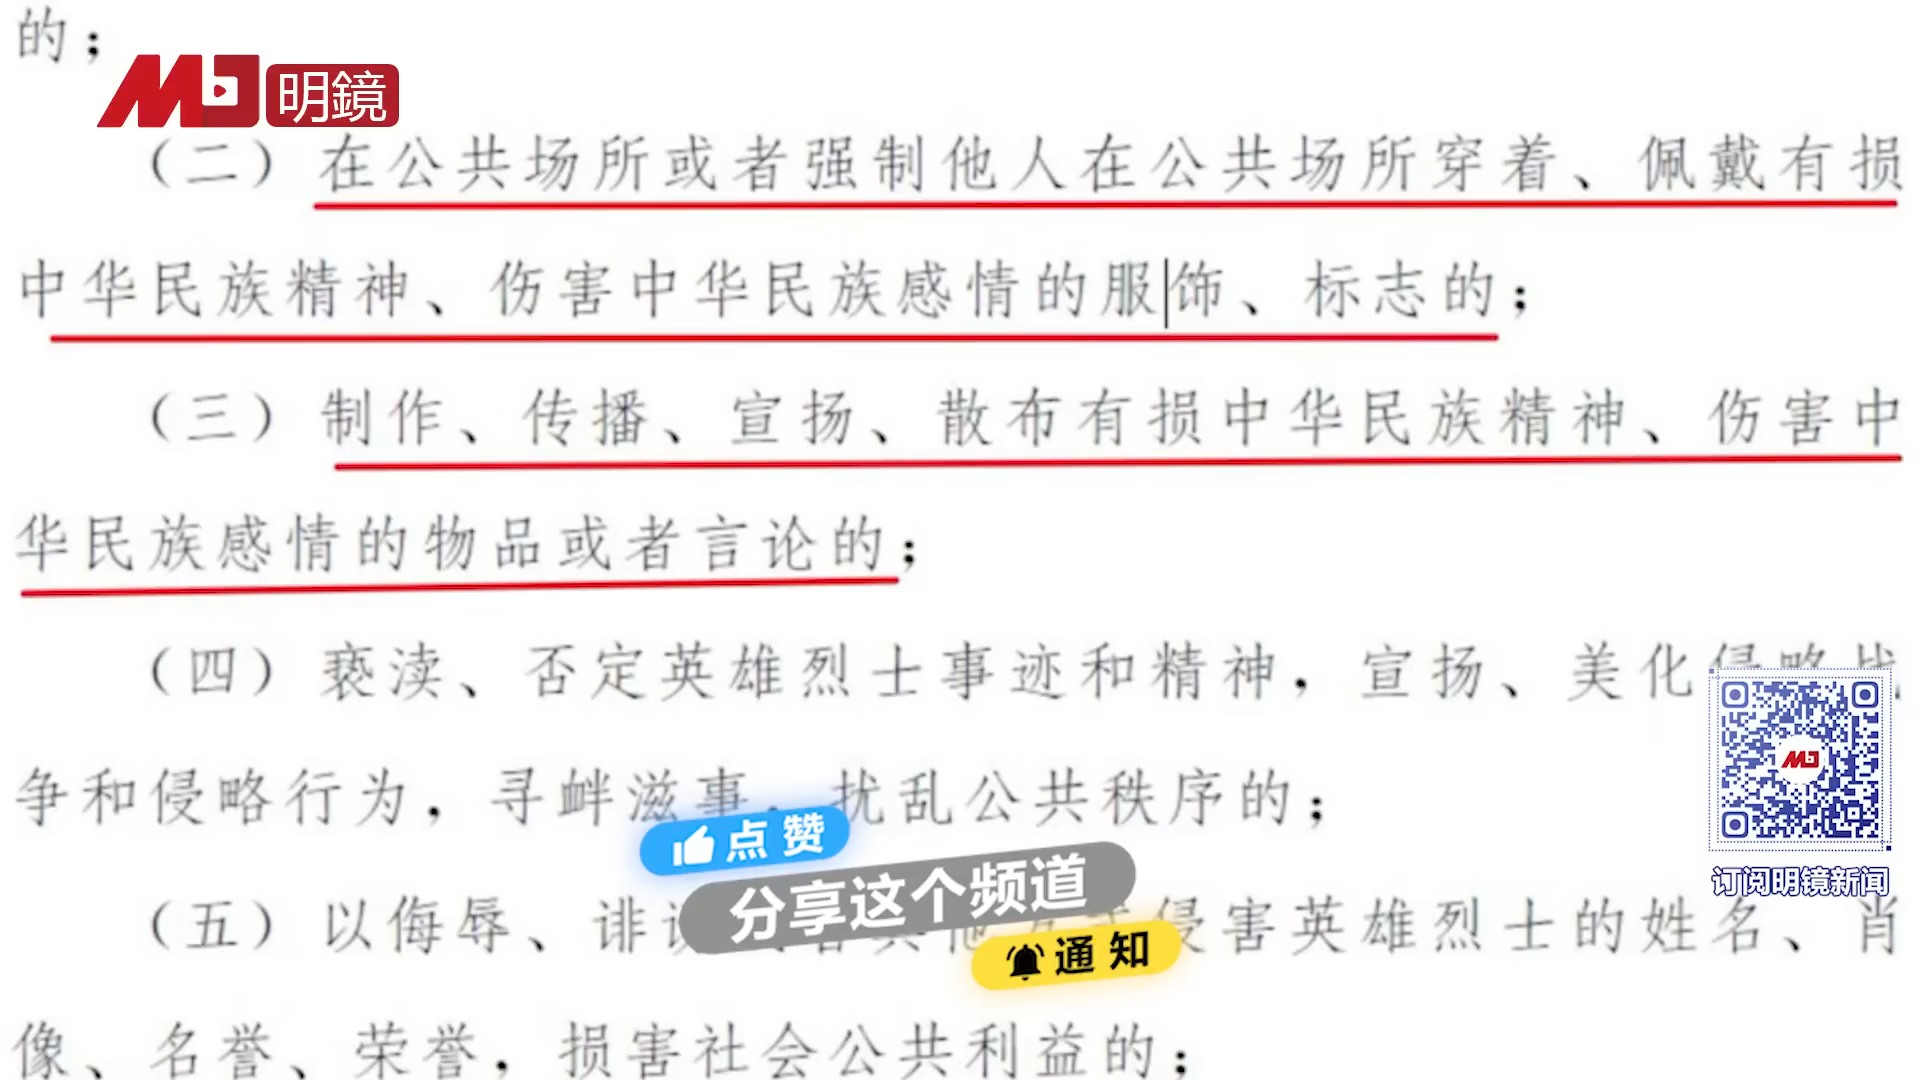 的；
明鏡
（二）在公共场所或者强制他人在公共场所穿着、佩戴有损
中华民族精神、伤害中华民族感情的服饰、标志的；
（三）制作、传播、宣扬、散布有损中华民族精神、伤害中
华民族感情的物品或者言论的；
（四）亵渎、否定英雄烈士事迹和精神，宣扬、美化侵略战
争和侵略行为，寻衅滋事，扰乱公共秩序的；
点赞
分享这个频道
通知
订阅明镜新闻
（五）以侮辱、诽 其他 侵害英雄烈士的姓名、肖
像、名誉、荣誉，损害社会公共利益的；